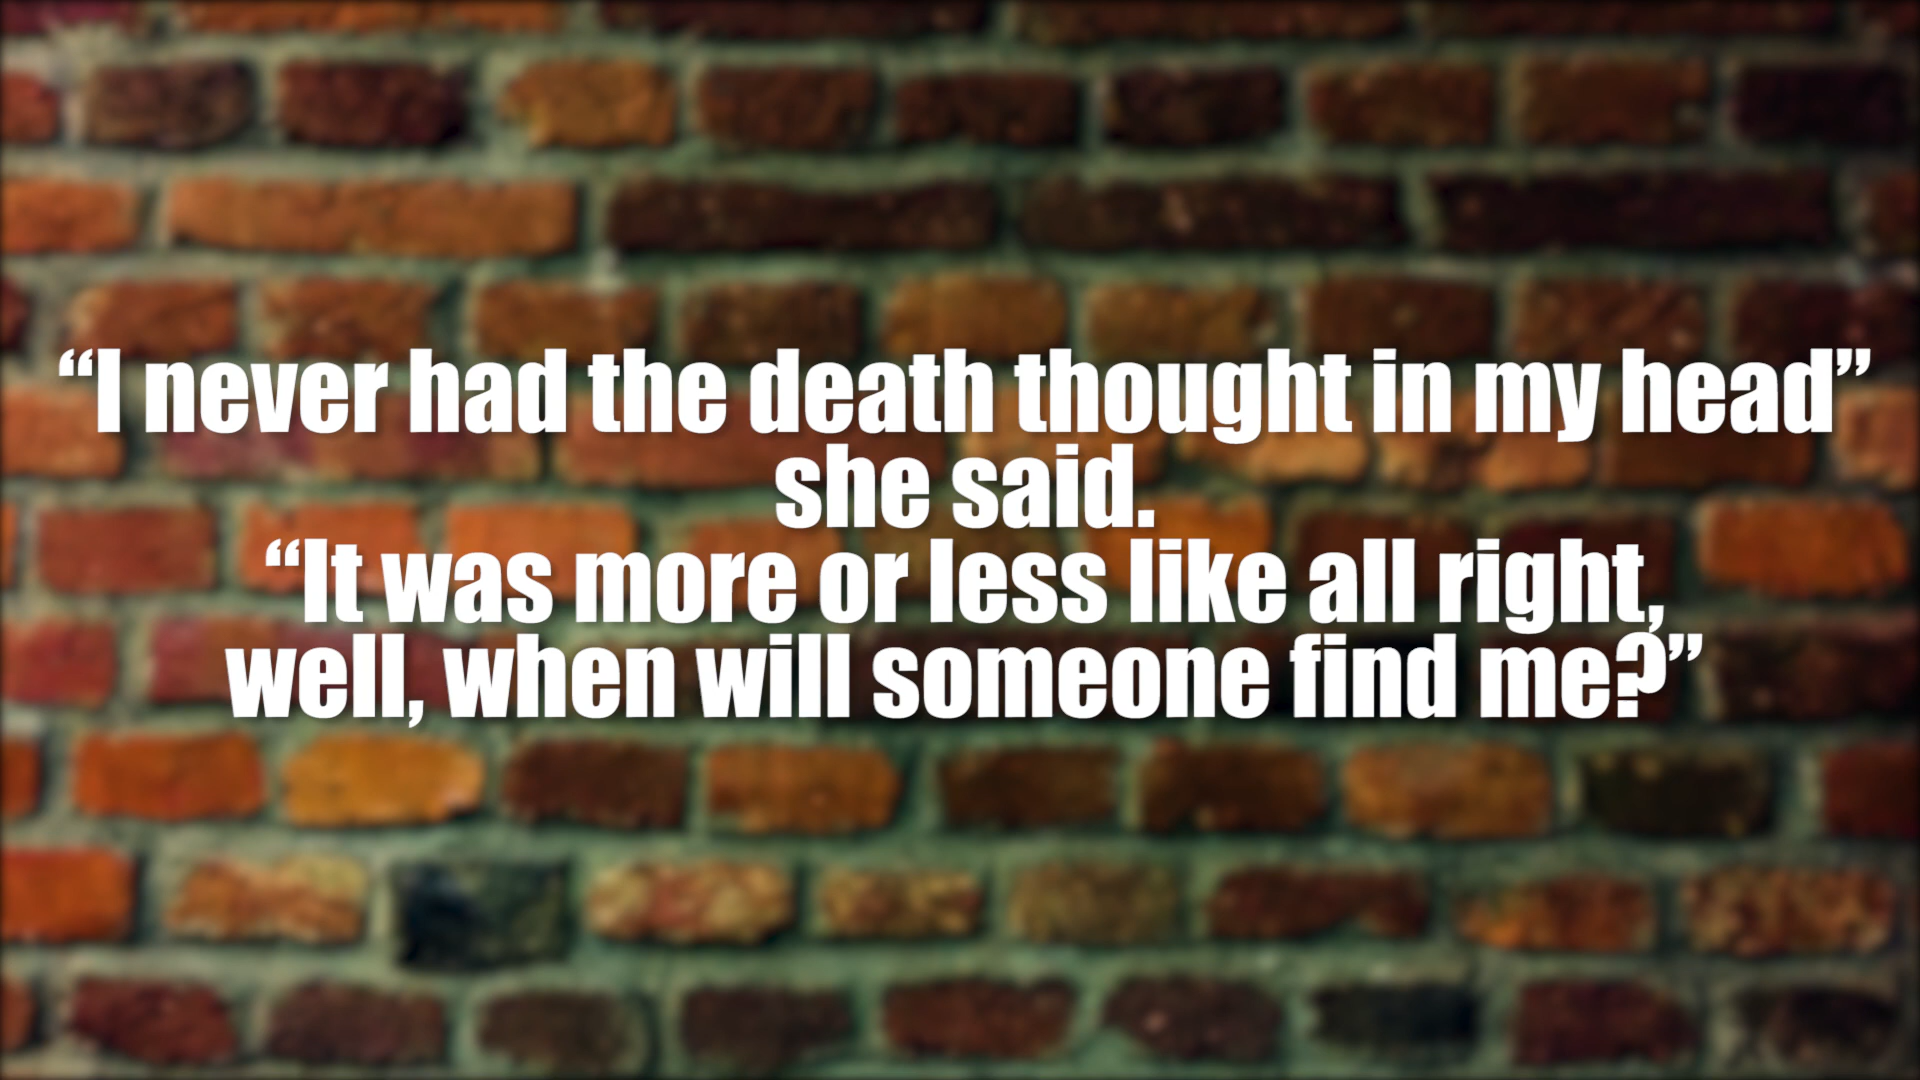 “I never had the death thought in my head”
she said.
“It was more or less like all right,
well, when will someone find me?”